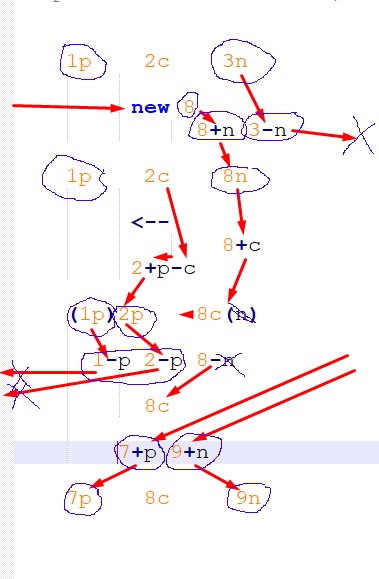 1p 2c 3n
new 8
8+n 3-n
1p 2c 8n
<--
8+c
2+p-c
(1p) 2p 8c(n)
1-p 2-p 8-n
8c
7+p 9+n
7p 8c 9n